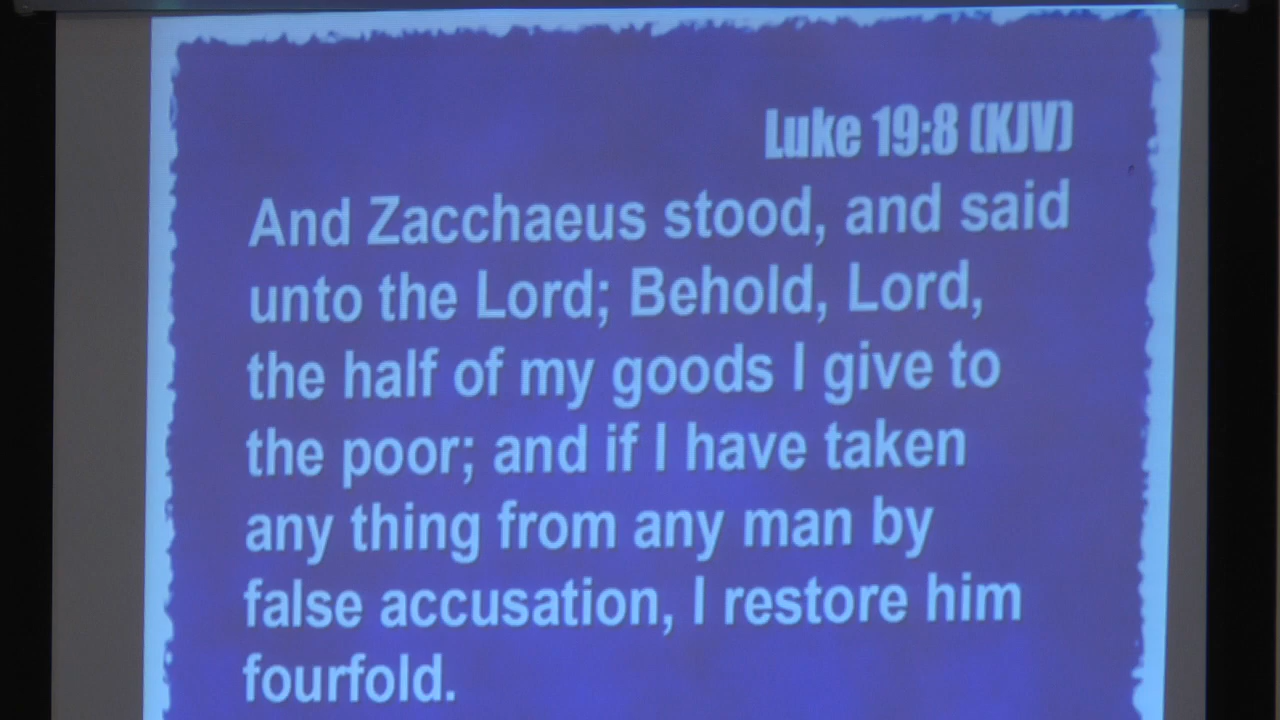 Luke 19:8 (KJV)
And Zacchaeus stood, and said
unto the Lord; Behold, Lord,
the half of my goods I give to
the poor; and if I have taken
any thing from any man by
false accusation, I restore him
fourfold.